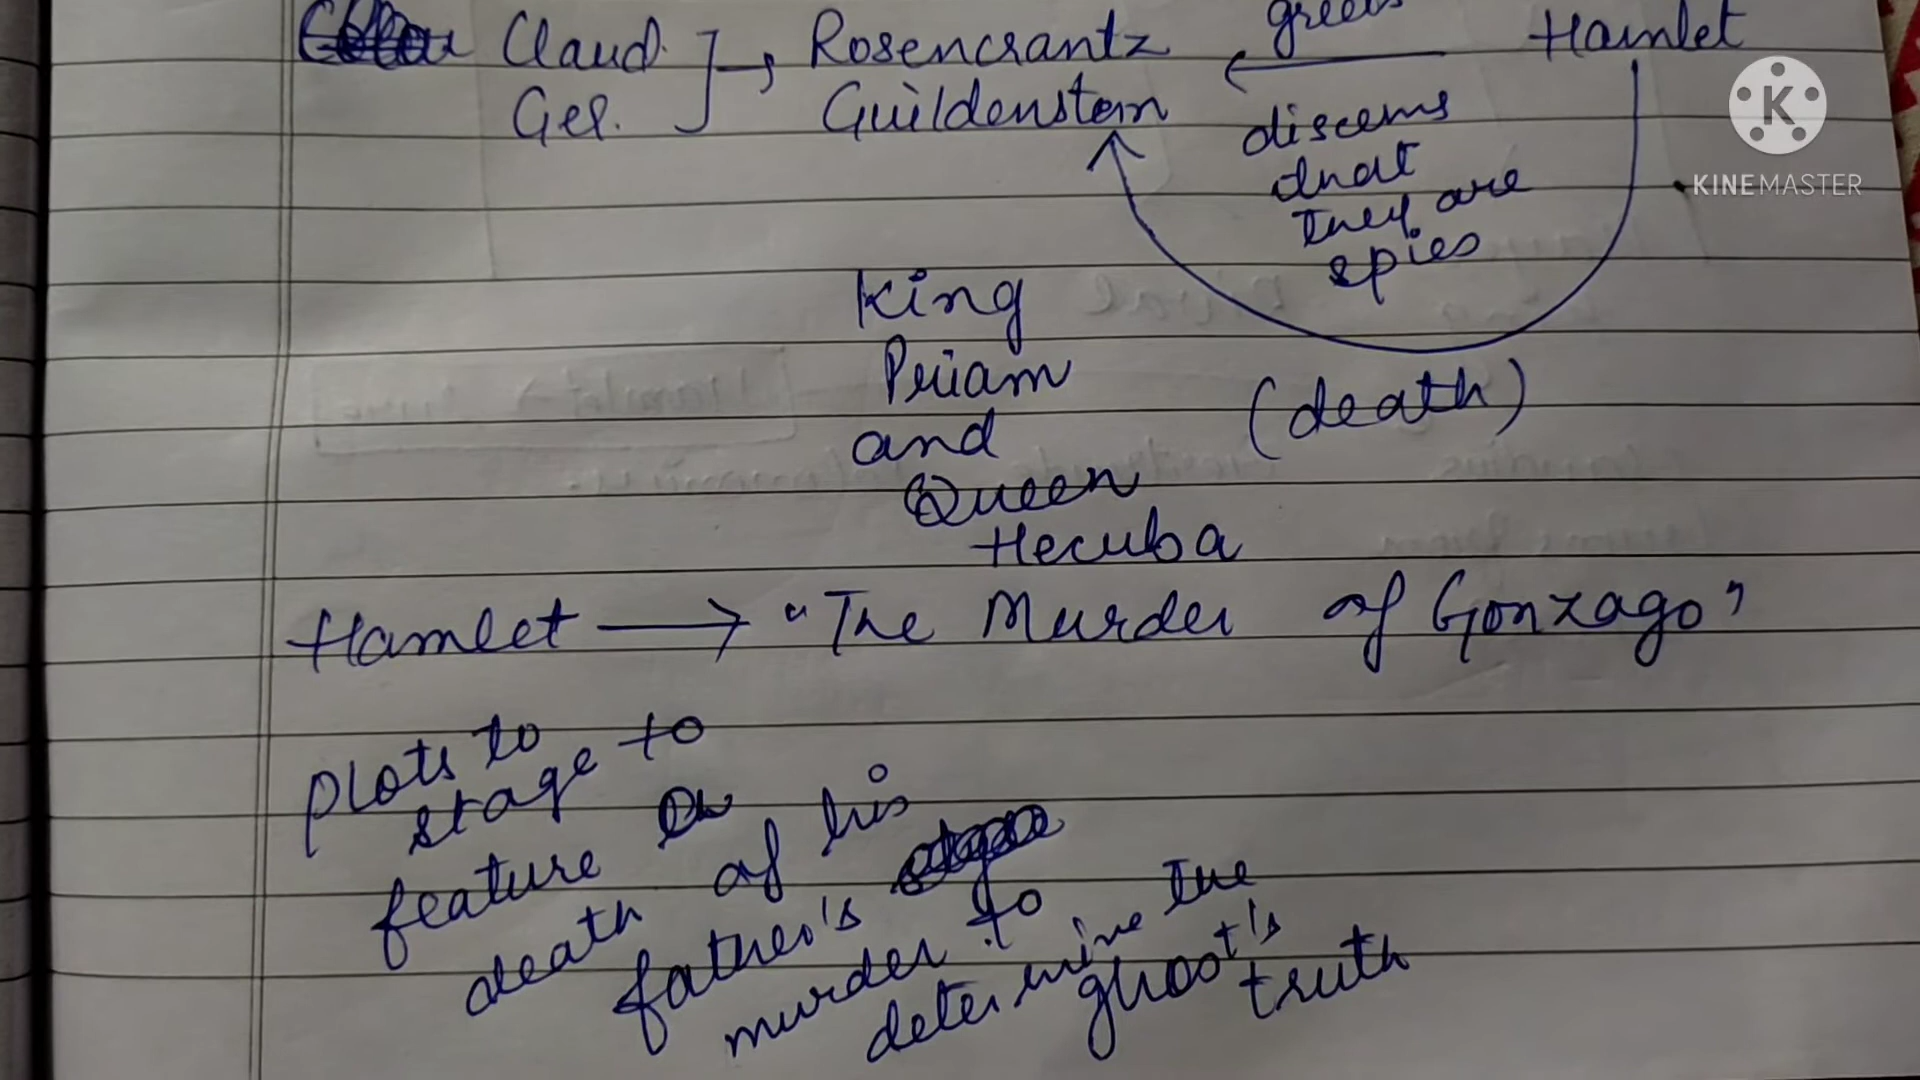 Claud. Rosencrantz greets Hamlet
Ger. Guildenstern
discerns
that
they are
spies
K
KINEMASTER
King
Priam
and
Queen
Hecuba
(death)
Hamlet → "The Murder of Gonzago"
Plots to
stage to
feature
death of his
father's
murder to
determine the
ghost's
truth